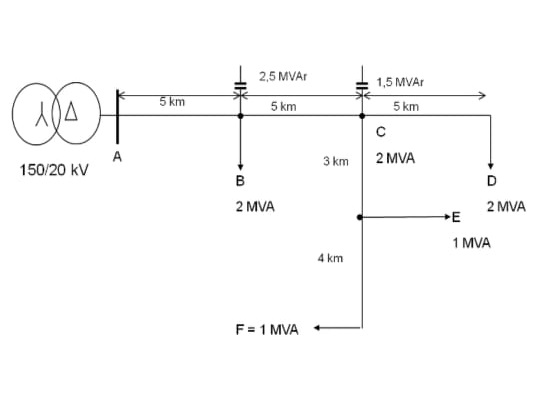 2,5 MVAr
1,5 MVAr
5 km
5 km
5 km
A
C
150/20 kV
3 km
2 MVA
B
D
2 MVA
2 MVA
E
1 MVA
4 km
F = 1 MVA